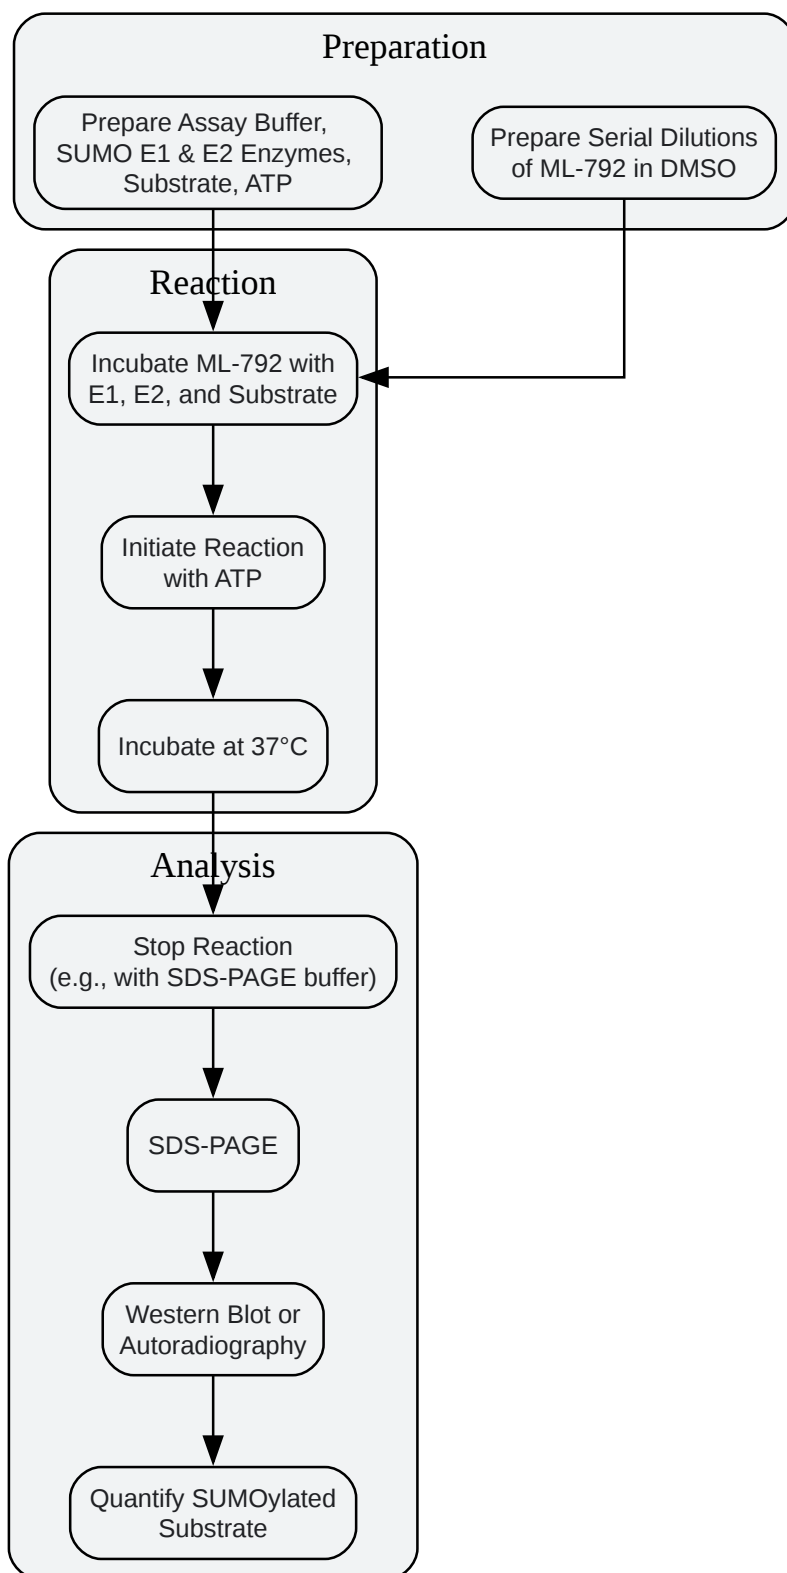 Preparation
Prepare Assay Buffer,
SUMO E1 & E2 Enzymes,
Substrate, ATP
Prepare Serial Dilutions
of ML-792 in DMSO
Reaction
Incubate ML-792 with
E1, E2, and Substrate
Initiate Reaction
with ATP
Incubate at 37°C
Analysis
Stop Reaction
(e.g., with SDS-PAGE buffer)
SDS-PAGE
Western Blot or
Autoradiography
Quantify SUMOylated
Substrate